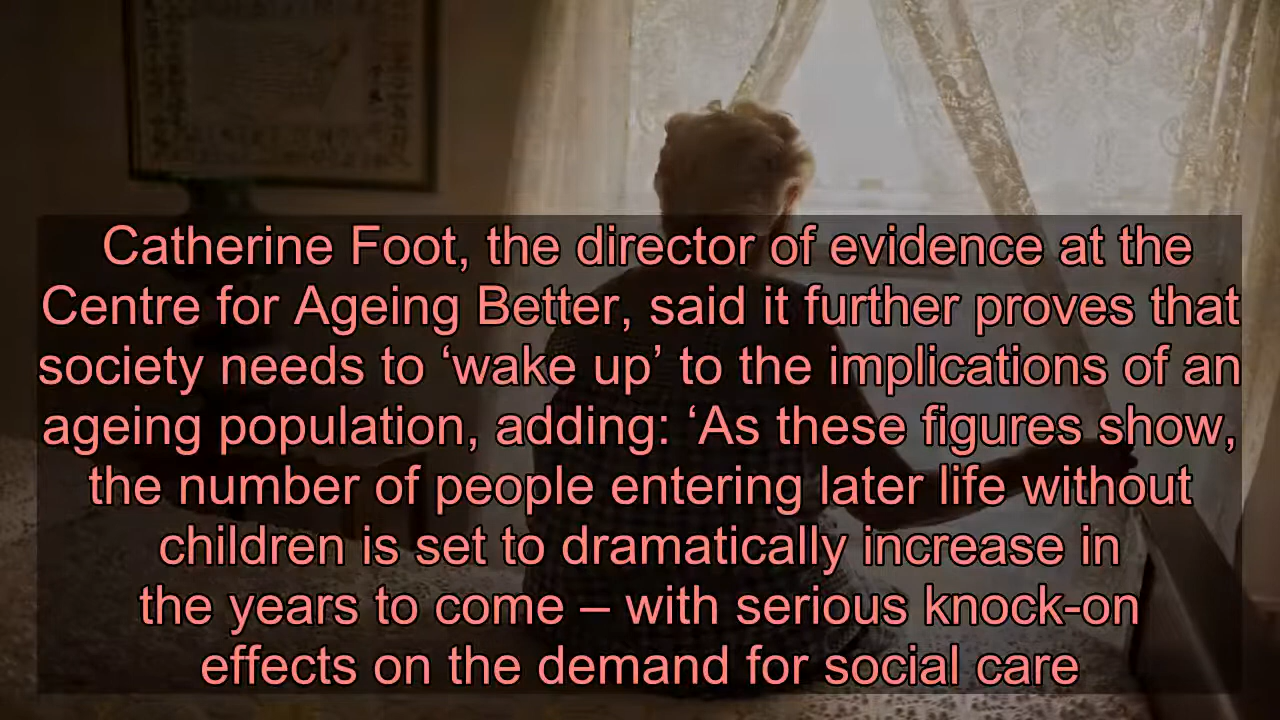 Catherine Foot, the director of evidence at the
Centre for Ageing Better, said it further proves that
society needs to ‘wake up’ to the implications of an
ageing population, adding: ‘As these figures show,
the number of people entering later life without
children is set to dramatically increase in
the years to come – with serious knock-on
effects on the demand for social care